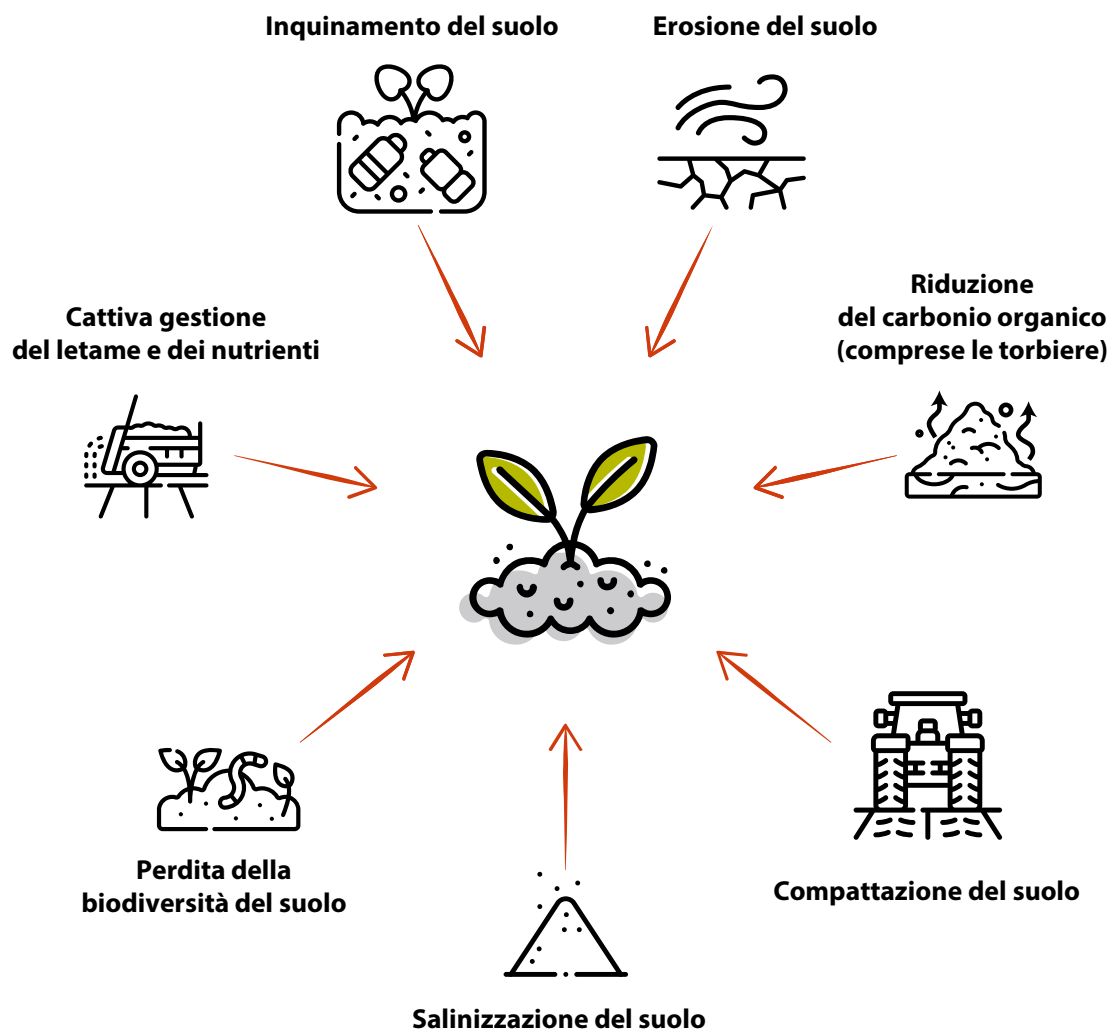 Inquinamento del suolo
Erosione del suolo
Riduzione
del carbonio organico
(comprese le torbiere)
Cattiva gestione
del letame e dei nutrienti
Perdita della
biodiversità del suolo
Compattazione del suolo
Salinizzazione del suolo